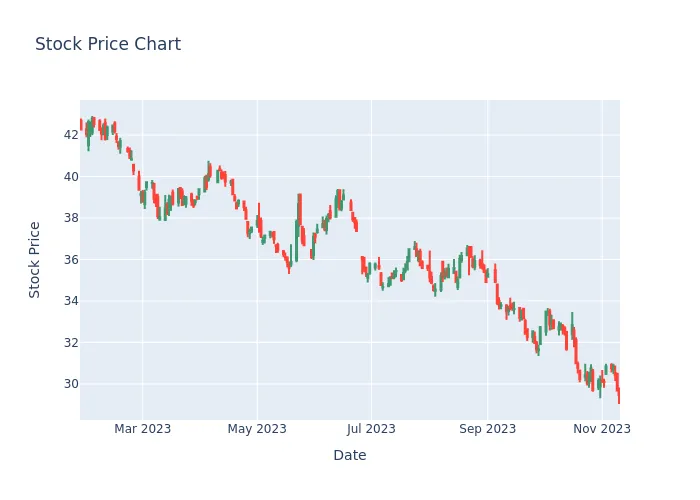 Stock Price Chart
42
40
38
36
34
32
30
Stock Price
Mar 2023
May 2023
Jul 2023
Sep 2023
Nov 2023
Date